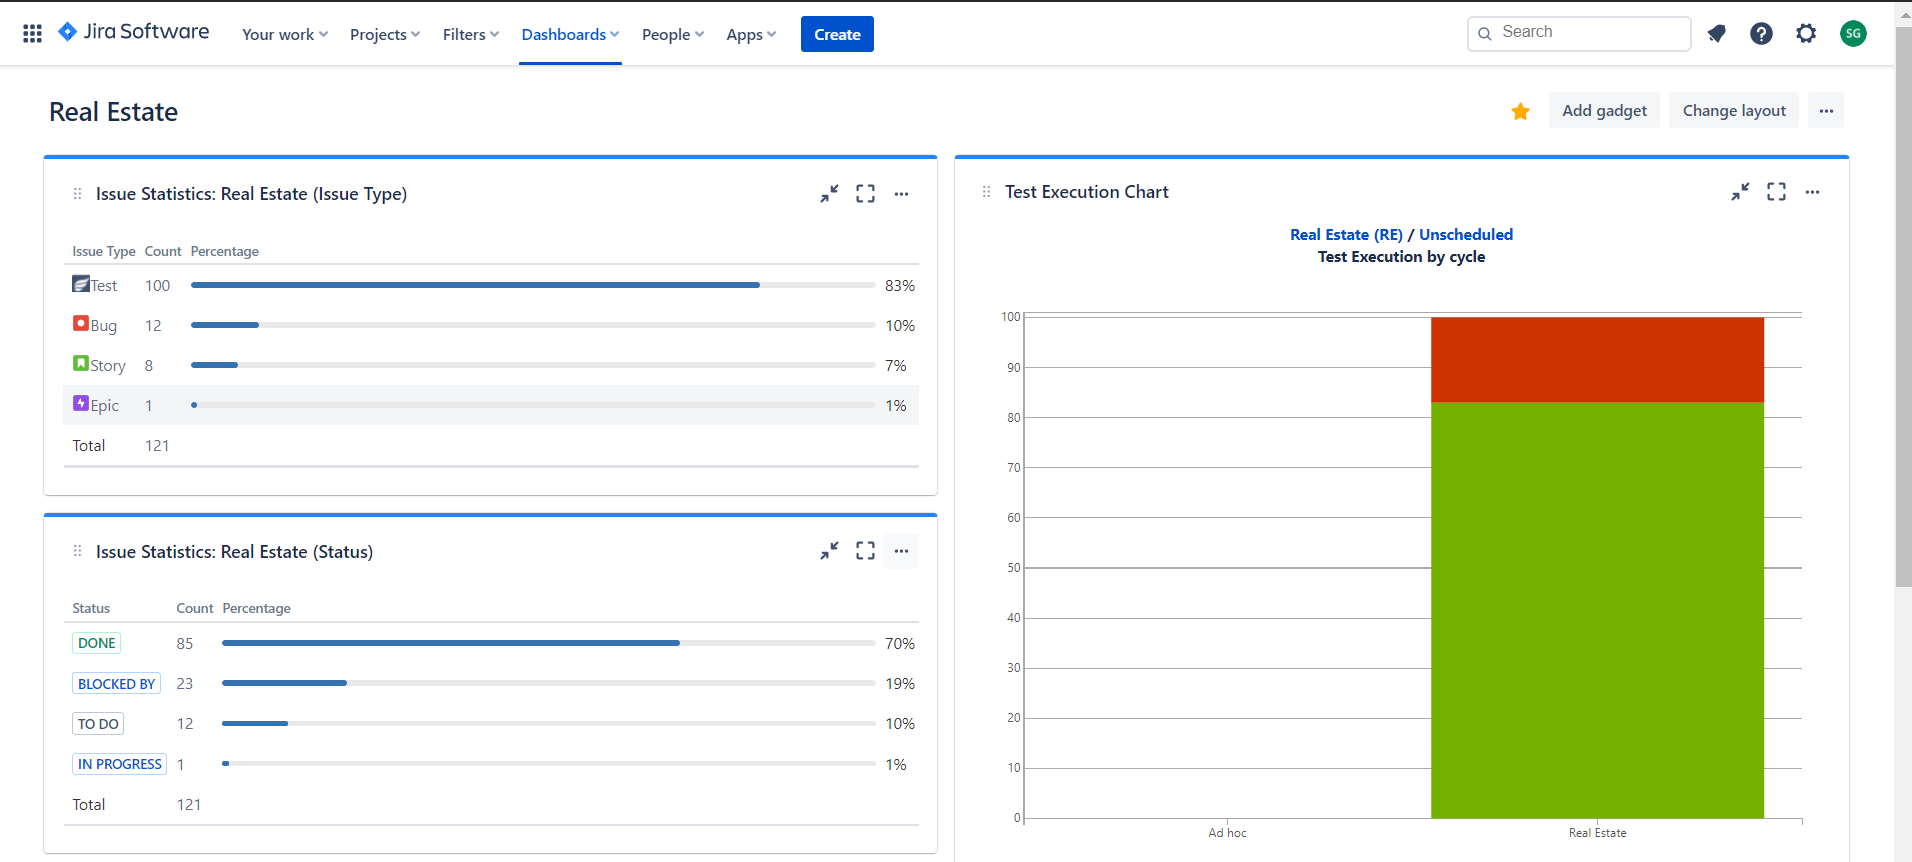 Jira Software Your work Projects Filters Dashboards People Apps Create Search SG
Real Estate Add gadget Change layout
Issue Statistics: Real Estate (Issue Type)
Issue Type Count Percentage
Test 100 83%
Bug 12 10%
Story 8 7%
Epic 1 1%
Total 121
Issue Statistics: Real Estate (Status)
Status Count Percentage
DONE 85 70%
BLOCKED BY 23 19%
TO DO 12 10%
IN PROGRESS 1 1%
Total 121
Test Execution Chart
Real Estate (RE) / Unscheduled
Test Execution by cycle
100
90
80
70
60
50
40
30
20
10
0
Ad hoc Real Estate